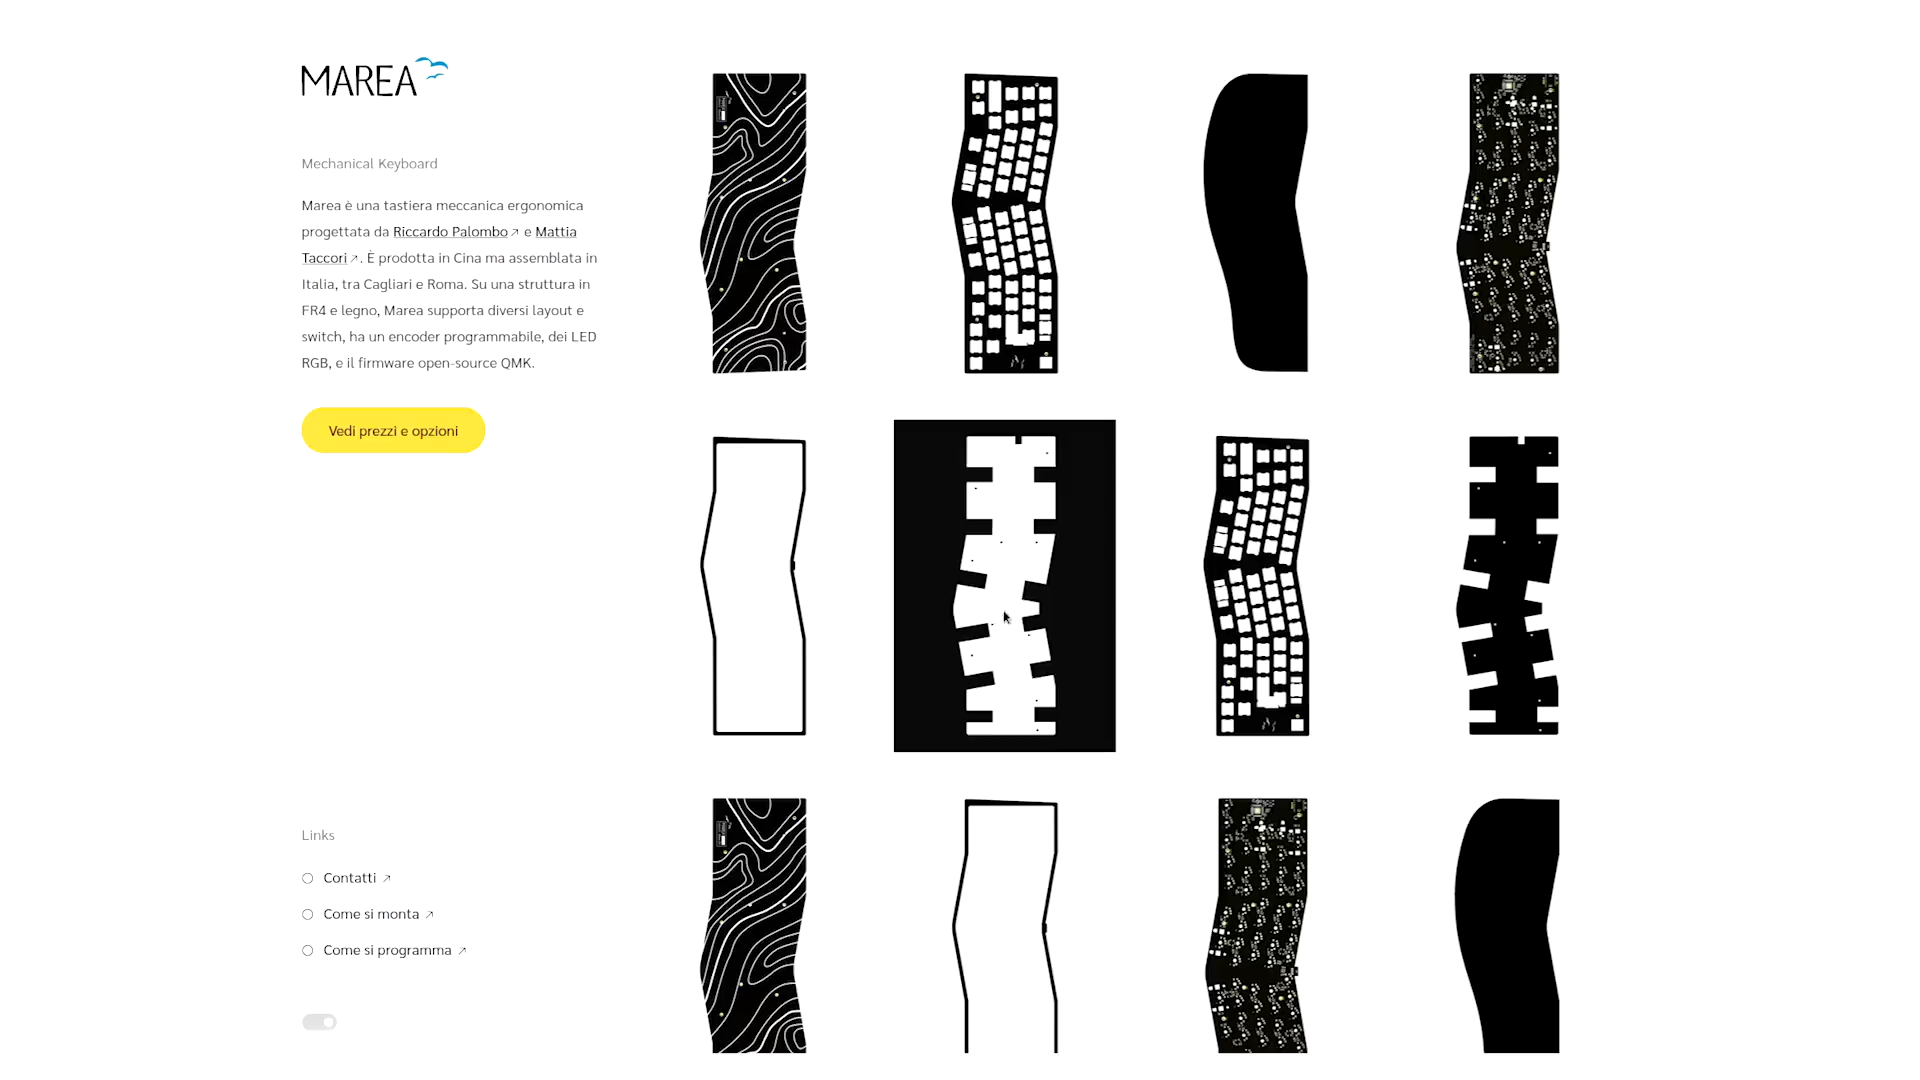 MAREA
Mechanical Keyboard
Marea è una tastiera meccanica ergonomica
progettata da Riccardo Palombo↗ e Mattia
Taccori↗. È prodotta in Cina ma assemblata in
Italia, tra Cagliari e Roma. Su una struttura in
FR4 e legno, Marea supporta diversi layout e
switch, ha un encoder programmabile, dei LED
RGB, e il firmware open-source QMK.
Vedi prezzi e opzioni
Links
Contatti ↗
Come si monta ↗
Come si programma ↗